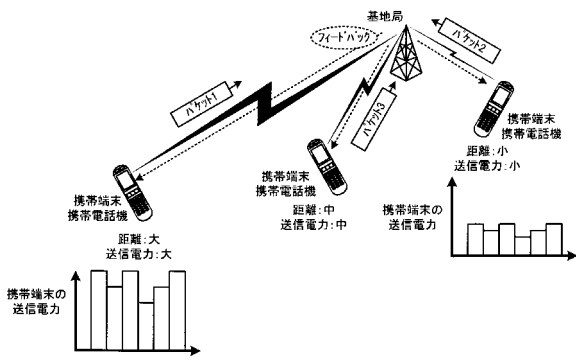 基地局
フィードバック
パケット2
パケット1
パケット3
携帯端末
携帯電話機
距離:小
送信電力:小
携帯端末
携帯電話機
距離:中
送信電力:中
携帯端末
携帯電話機
距離:大
送信電力:大
携帯端末の
送信電力
携帯端末の
送信電力